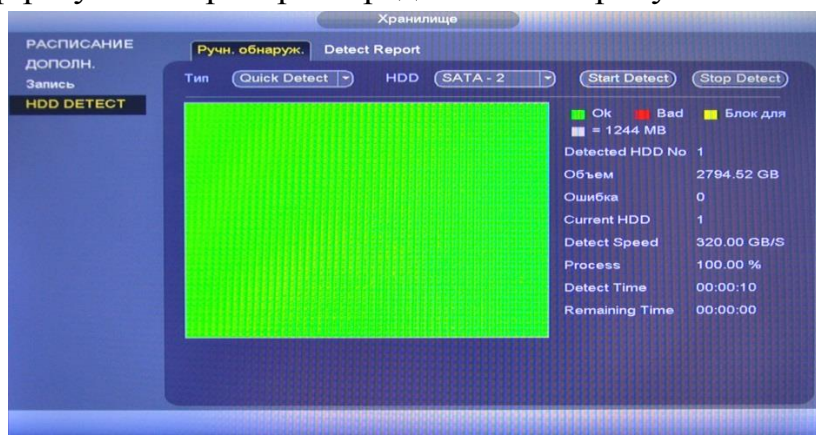 Хранилище
РАСПИСАНИЕ
ДОПОЛН.
Запись
HDD DETECT
Ручн. обнаруж. Detect Report
Тип Quick Detect HDD SATA - 2 Start Detect Stop Detect
Ok Bad Блок для
= 1244 MB
Detected HDD No 1
Объем 2794.52 GB
Ошибка 0
Current HDD 1
Detect Speed 320.00 GB/S
Process 100.00 %
Detect Time 00:00:10
Remaining Time 00:00:00